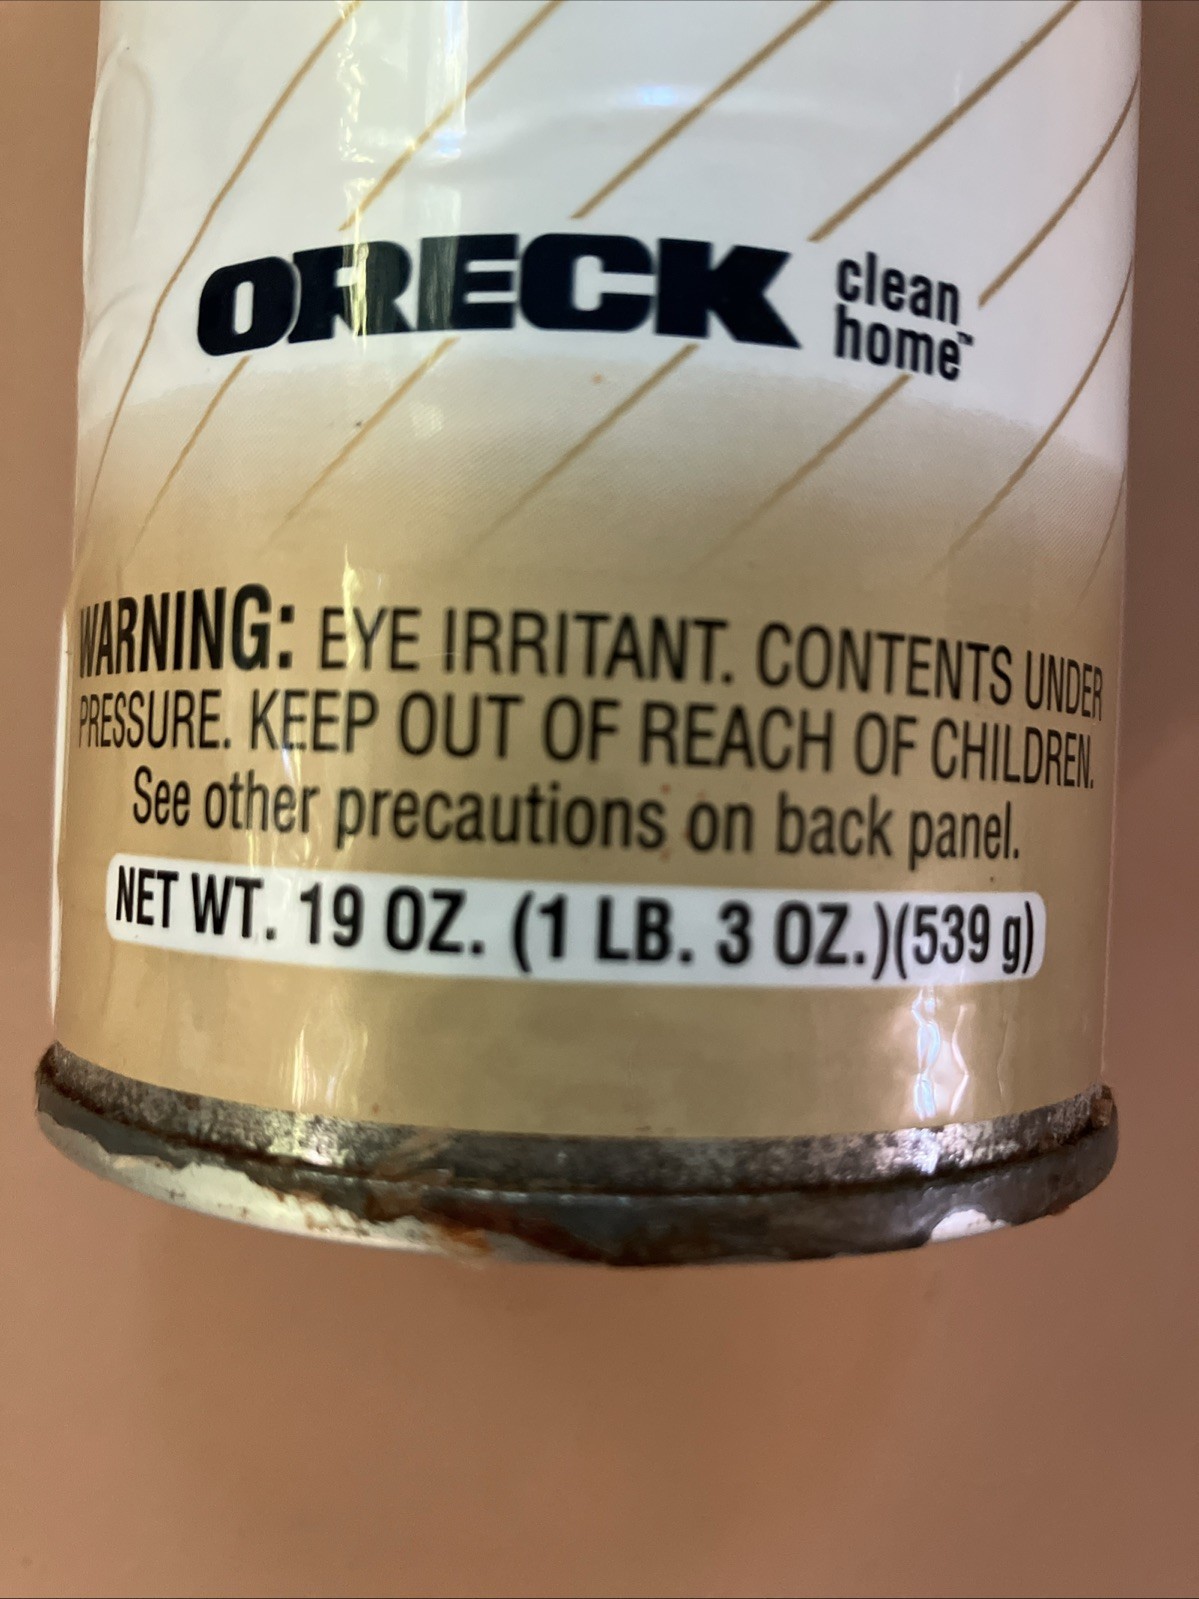 ORECK clean
home™
WARNING: EYE IRRITANT. CONTENTS UNDER
PRESSURE. KEEP OUT OF REACH OF CHILDREN.
See other precautions on back panel.
NET WT. 19 OZ. (1 LB. 3 OZ.)(539 g)